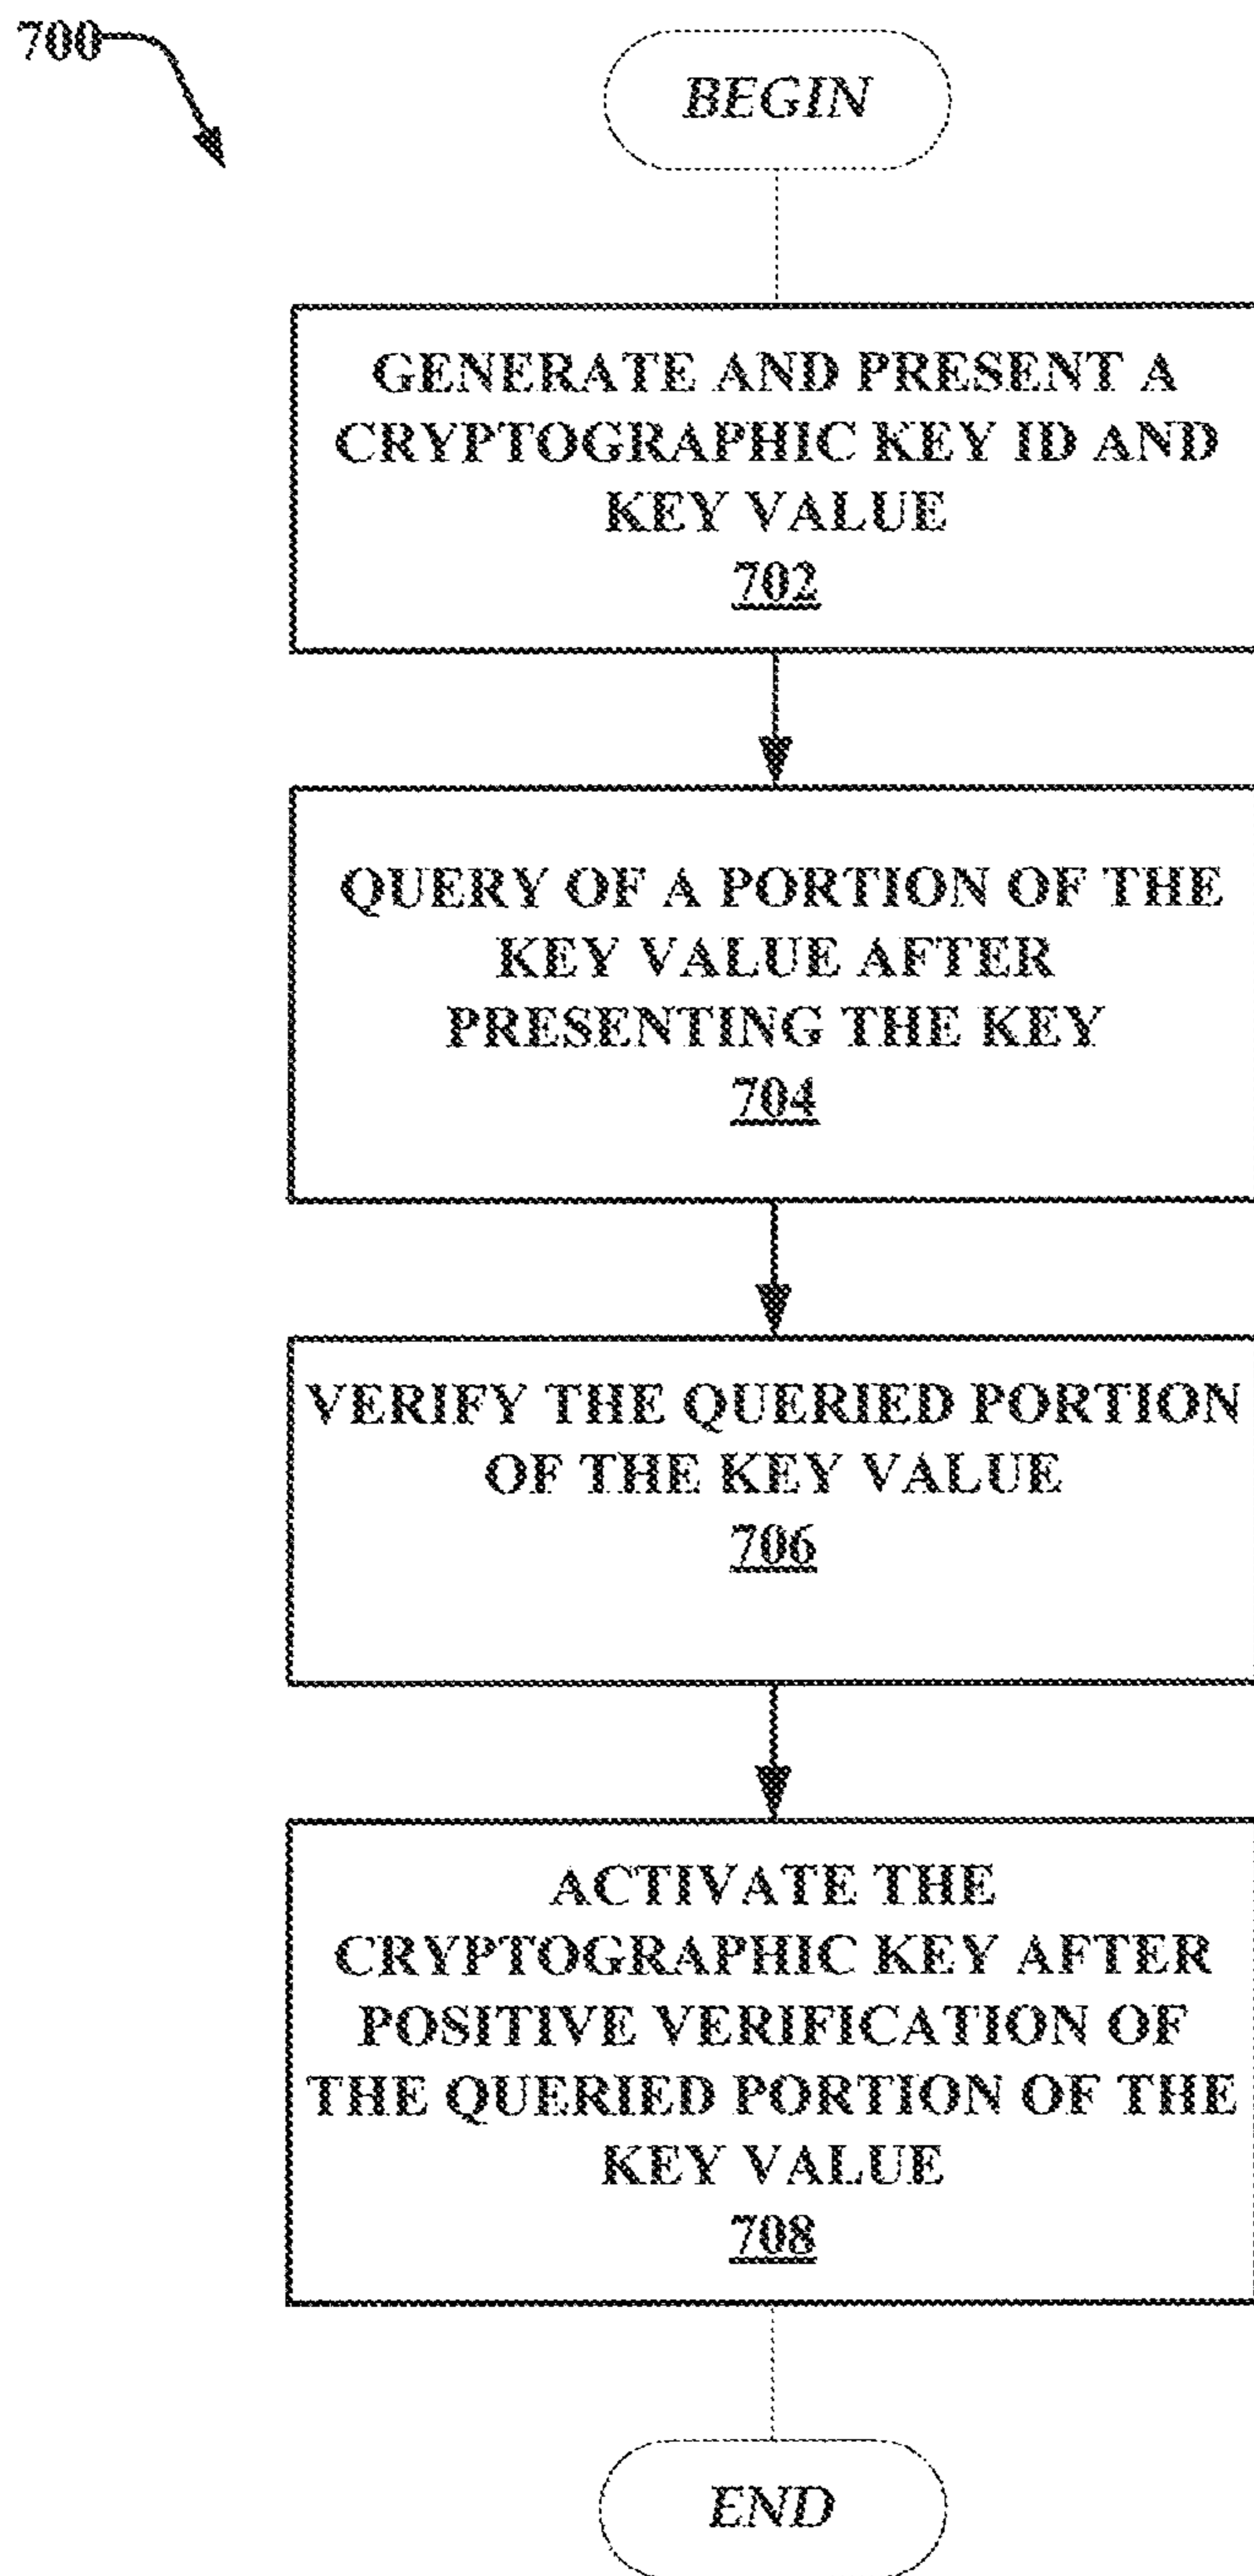 700
BEGIN
GENERATE AND PRESENT A
CRYPTOGRAPHIC KEY ID AND
KEY VALUE
702
QUERY OF A PORTION OF THE
KEY VALUE AFTER
PRESENTING THE KEY
704
VERIFY THE QUERIED PORTION
OF THE KEY VALUE
706
ACTIVATE THE
CRYPTOGRAPHIC KEY AFTER
POSITIVE VERIFICATION OF
THE QUERIED PORTION OF THE
KEY VALUE
708
END